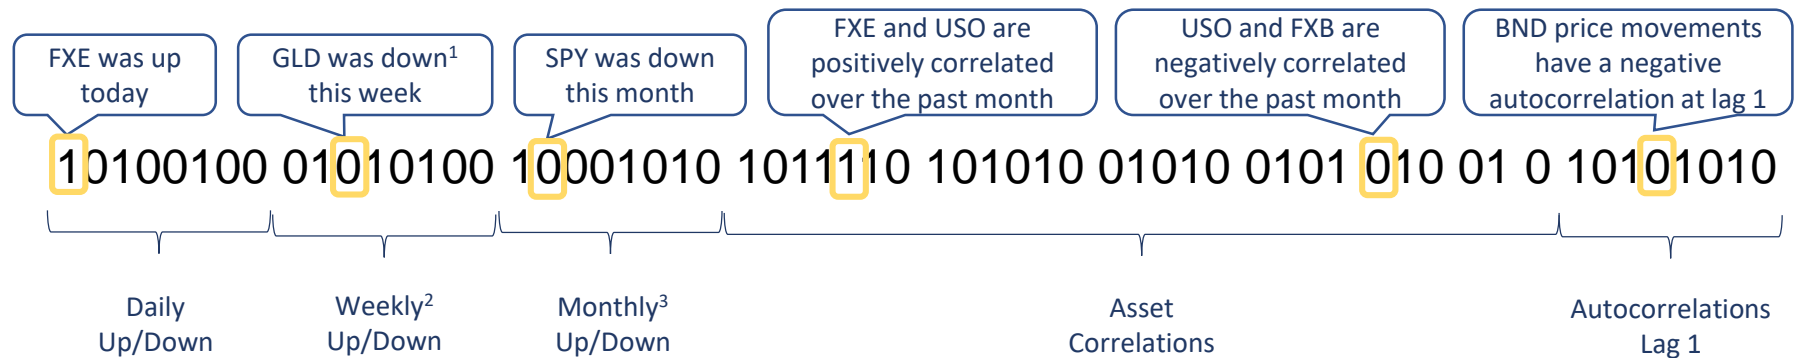 FXE was up
today
GLD was down¹
this week
SPY was down
this month
FXE and USO are
positively correlated
over the past month
USO and FXB are
negatively correlated
over the past month
BND price movements
have a negative
autocorrelation at lag 1
10100100 01010100 10001010 1011110 101010 01010 0101 010 01 0 10101010
Daily
Up/Down
Weekly²
Up/Down
Monthly³
Up/Down
Asset
Correlations
Autocorrelations
Lag 1